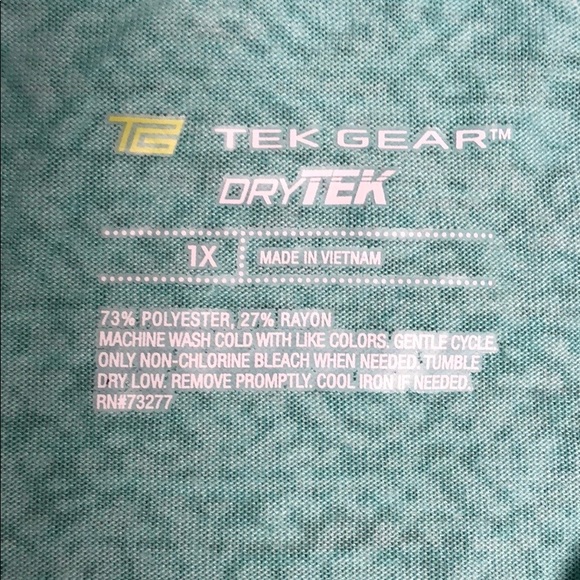 TG TEK GEAR™
DRYTEK
1X MADE IN VIETNAM
73% POLYESTER, 27% RAYON
MACHINE WASH COLD WITH LIKE COLORS. GENTLE CYCLE.
ONLY NON-CHLORINE BLEACH WHEN NEEDED. TUMBLE
DRY LOW. REMOVE PROMPTLY. COOL IRON IF NEEDED.
RN#73277